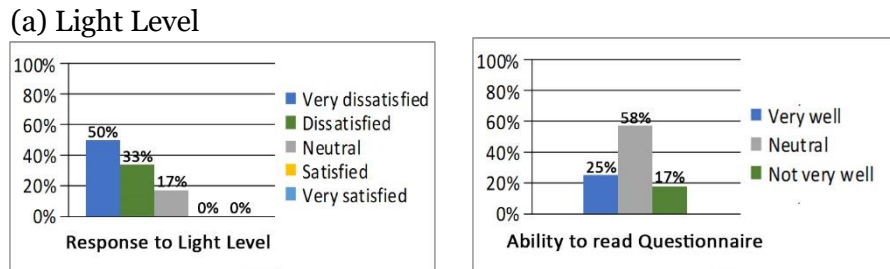 (a) Light Level
100%
80%
60%
40%
20%
0%
50%
33%
17%
0% 0%
Very dissatisfied
Dissatisfied
Neutral
Satisfied
Very satisfied
Response to Light Level
100%
80%
60%
40%
20%
0%
25%
58%
17%
Very well
Neutral
Not very well
Ability to read Questionnaire